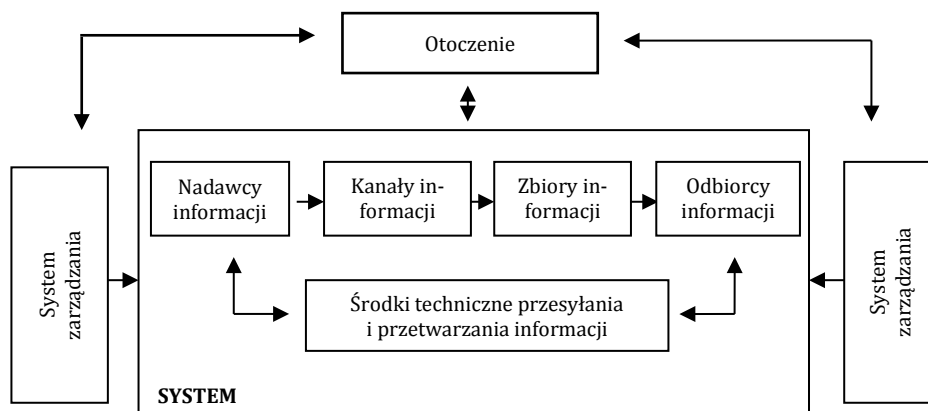 Otoczenie
Nadawcy
informacji
Kanały in-
formacji
Zbiory in-
formacji
Odbiorcy
informacji
System
zarządzania
Środki techniczne przesyłania
i przetwarzania informacji
System
zarządzania
SYSTEM